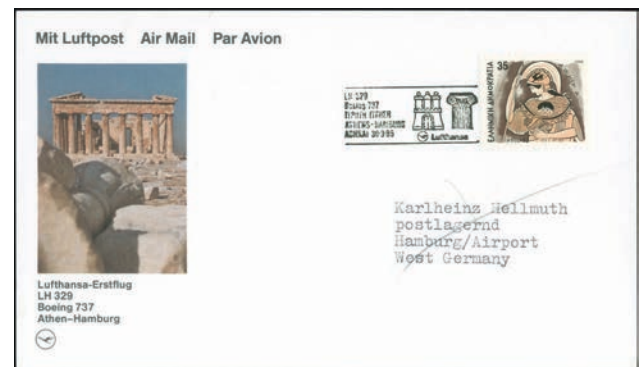 Mit Luftpost Air Mail Par Avion
35
ΕΛΛΗΝΙΚΗ ΔΗΜΟΚΡΑΤΙΑ
LH 329
Boeing 737
ATHENS-HAMBURG
Lufthansa
Karlheinz Hellmuth
postlagernd
Hamburg/Airport
West Germany
Lufthansa-Erstflug
LH 329
Boeing 737
Athen-Hamburg